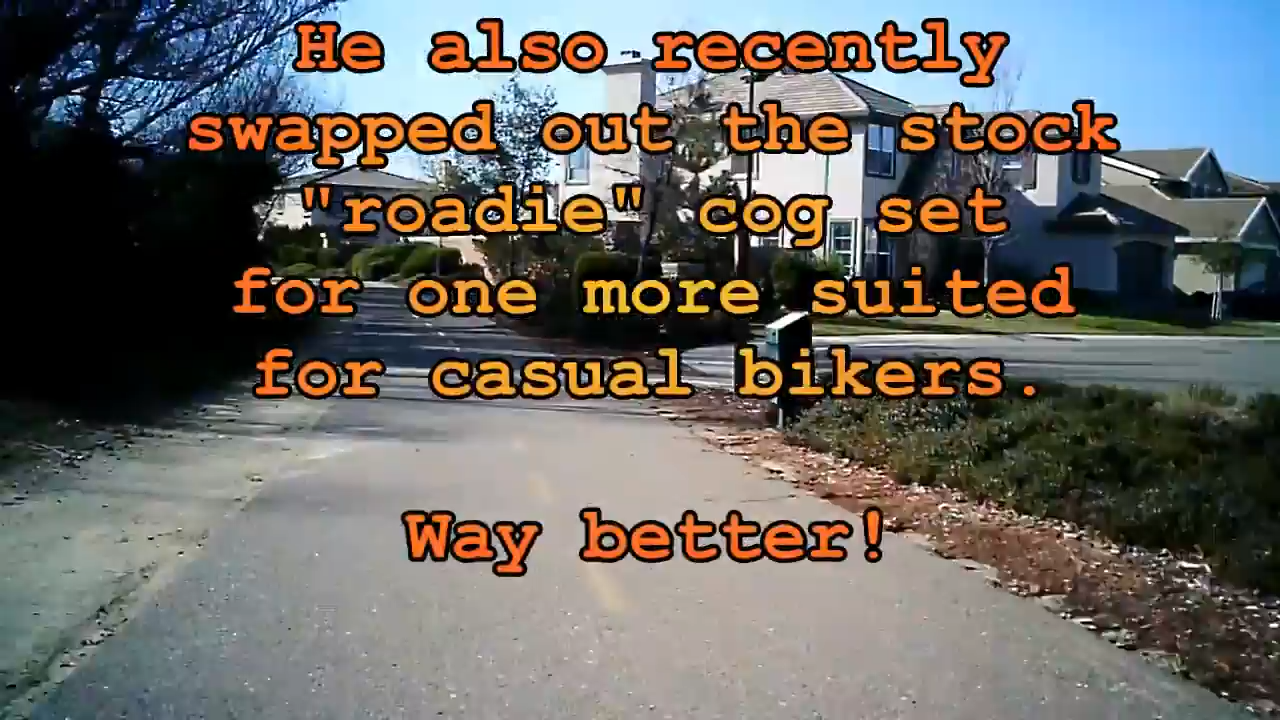 He also recently
swapped out the stock
"roadie" cog set
for one more suited
for casual bikers.
Way better!